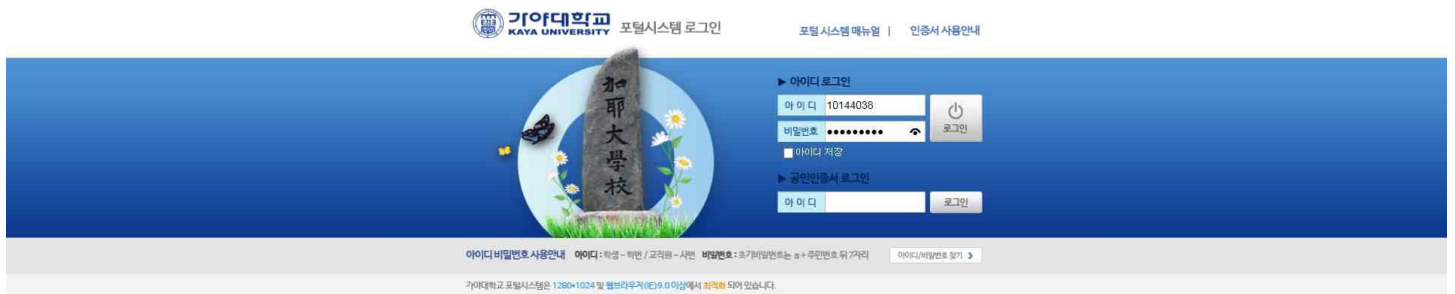 가야대학교
KAYA UNIVERSITY
포털시스템 로그인
포털 시스템 매뉴얼 | 인증서 사용안내
加耶大學校
▶ 아이디 로그인
아 이 디 10144038
비밀번호 •••••••••
로그인
아이디 저장
▶ 공인인증서 로그인
아 이 디
로그인
아이디 비밀번호 사용안내 아이디 : 학생 - 학번 / 교직원 - 사번 비밀번호 : 초기비밀번호는 a + 주민번호 뒤 7자리 아이디/비밀번호 찾기
가야대학교 포털시스템은 1280*1024 및 웹브라우저(IE)9.0 이상에서 최적화 되어 있습니다.